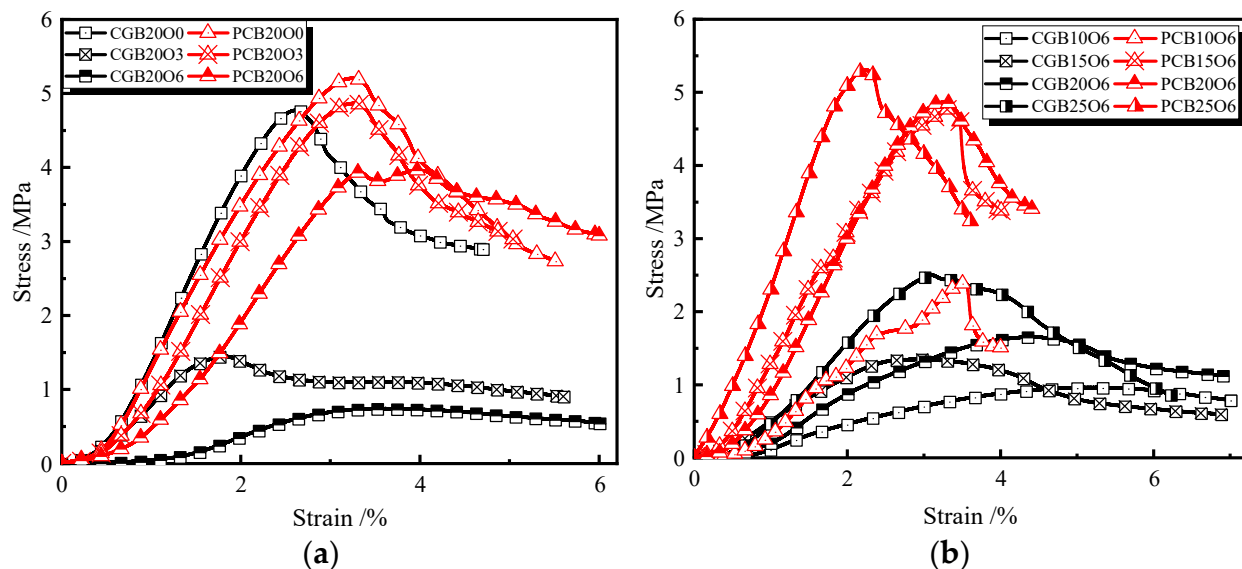 6
5
4
3
2
1
0
Stress /MPa
CGB20O0 PCB20O0
CGB20O3 PCB20O3
CGB20O6 PCB20O6
0 2 4 6
Strain /%
(a)
6
5
4
3
2
1
0
Stress /MPa
CGB10O6 PCB10O6
CGB15O6 PCB15O6
CGB20O6 PCB20O6
CGB25O6 PCB25O6
0 2 4 6
Strain /%
(b)